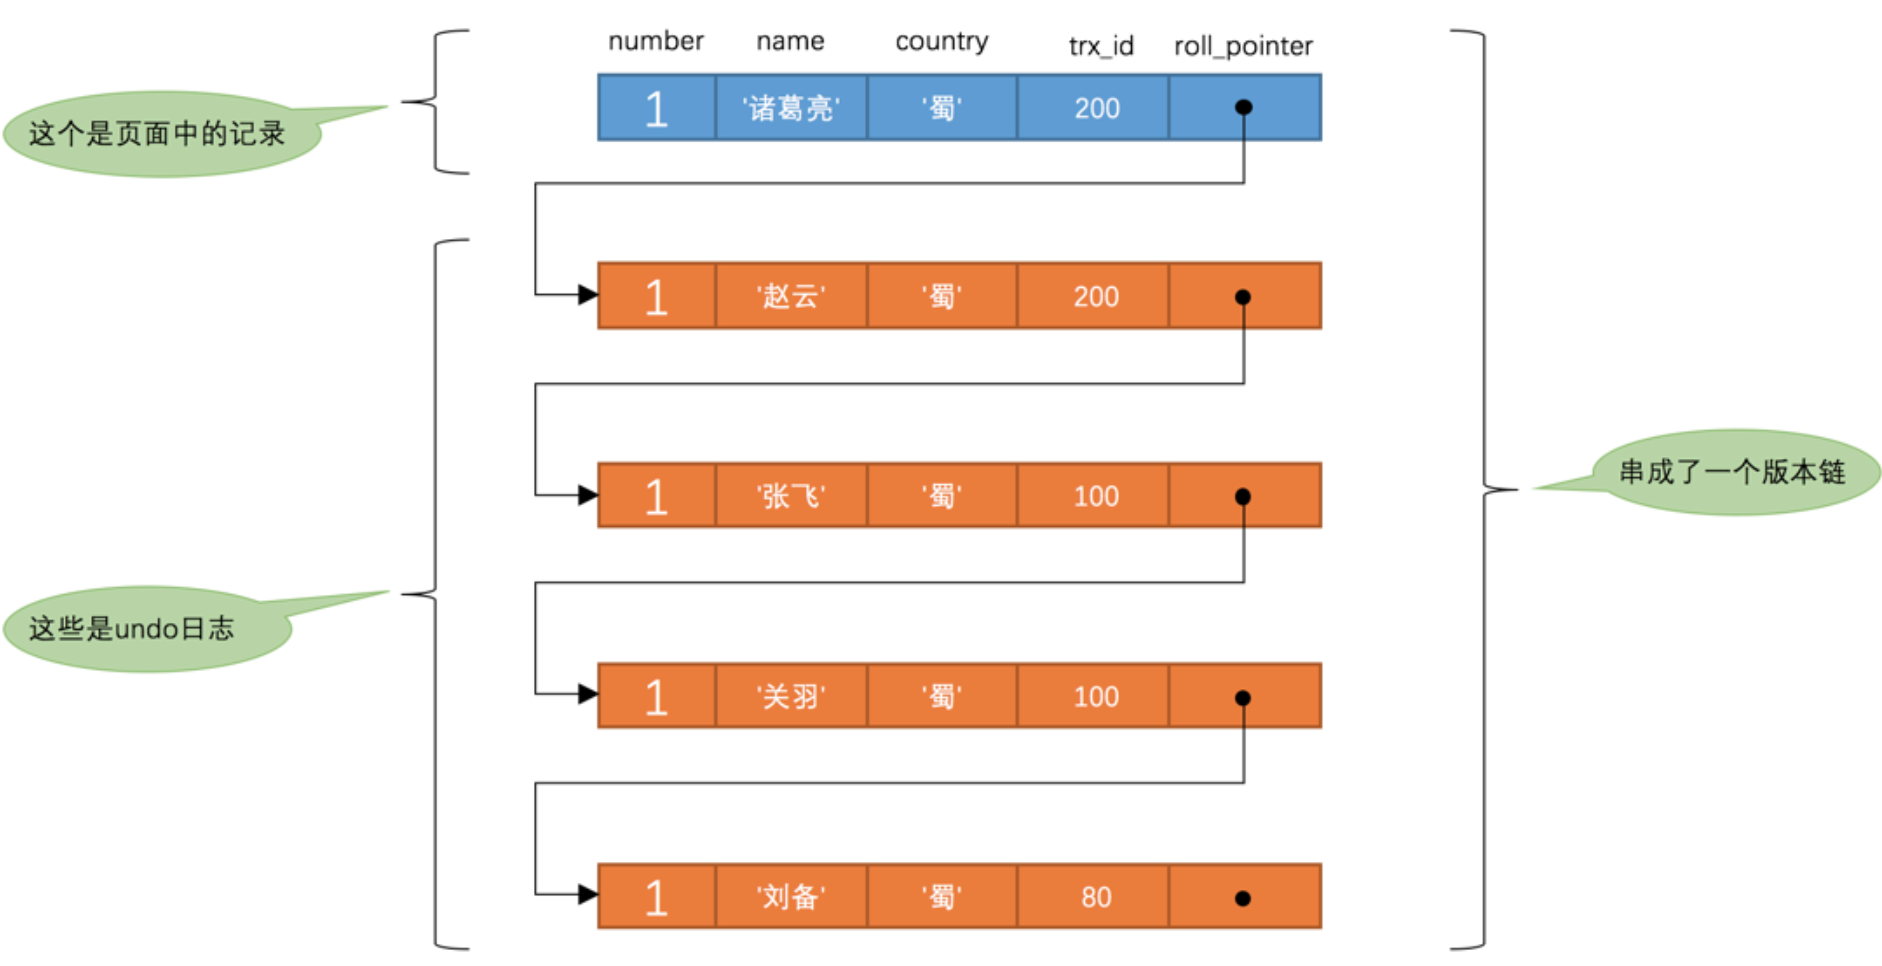 number name country trx_id roll_pointer
1 '诸葛亮' '蜀' 200
这个是页面中的记录
1 '赵云' '蜀' 200
1 '张飞' '蜀' 100
串成了一个版本链
这些是undo日志
1 '关羽' '蜀' 100
1 '刘备' '蜀' 80